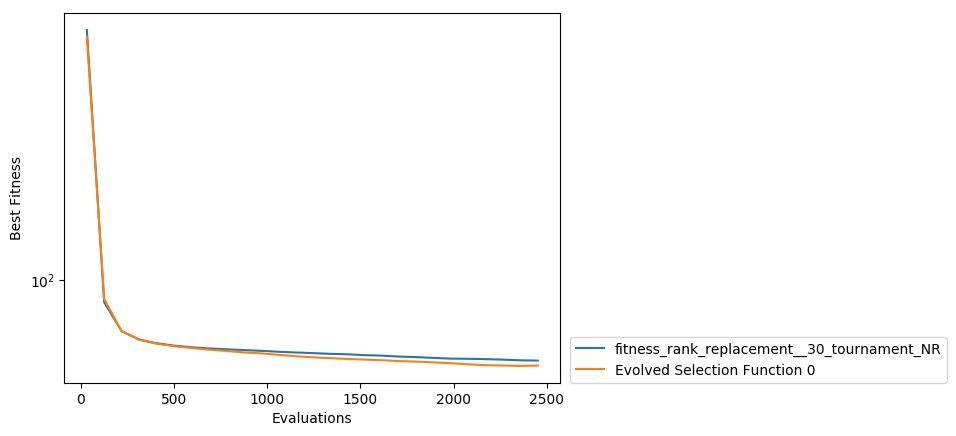 Best Fitness
10²
0
500
1000
1500
2000
2500
Evaluations
fitness_rank_replacement__30_tournament_NR
Evolved Selection Function 0